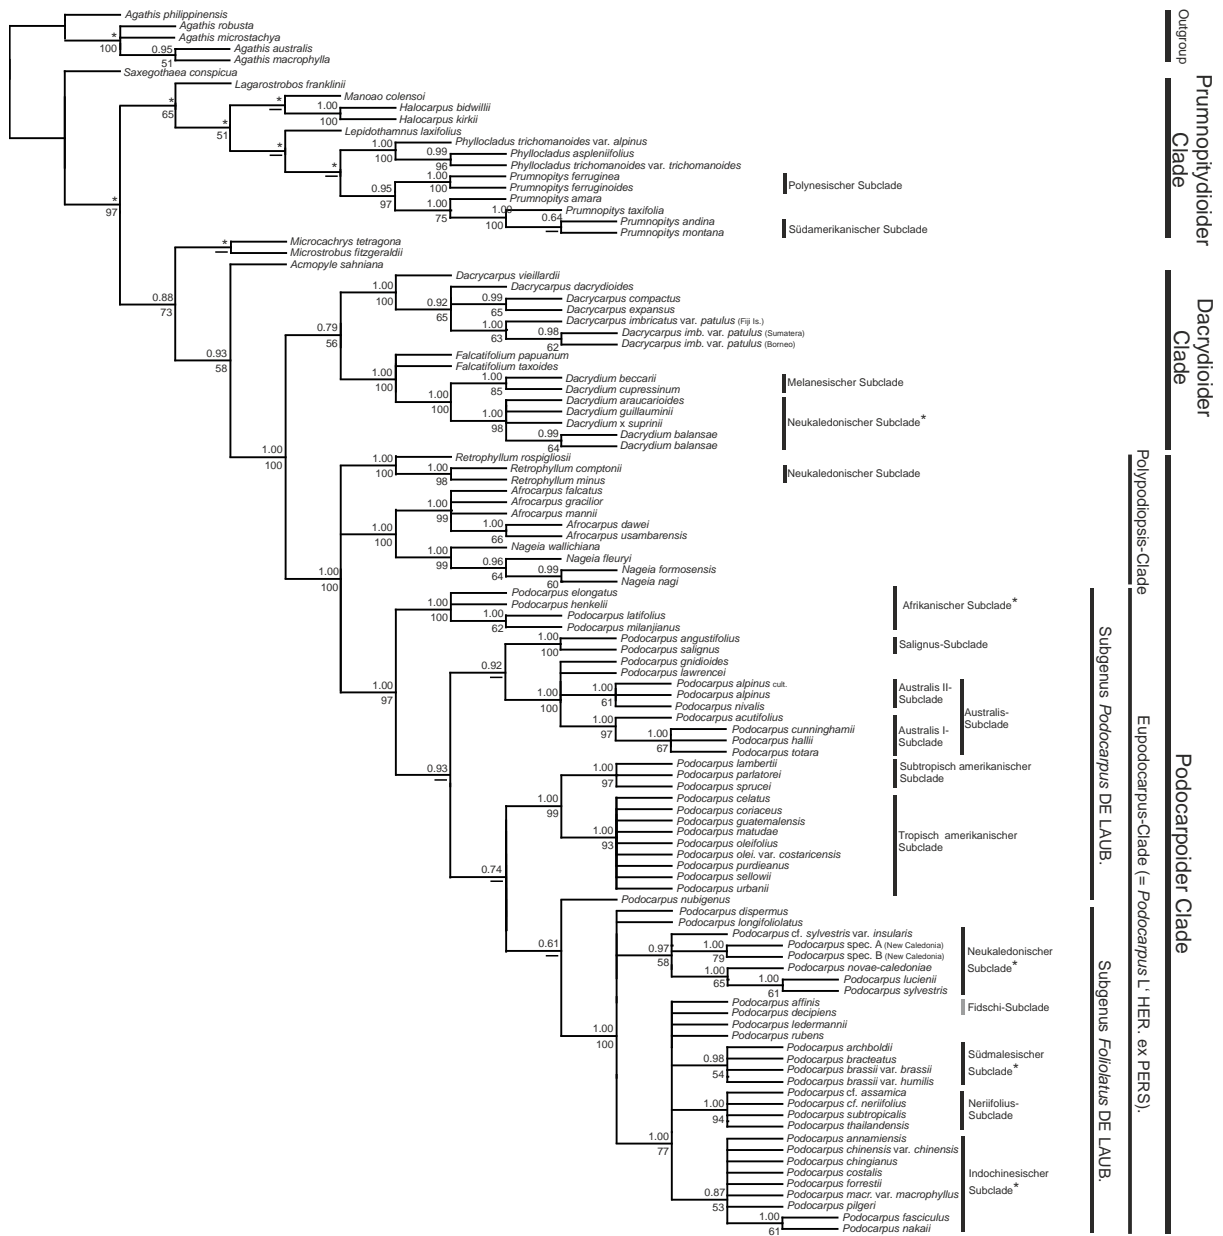 Agathis philippinensis
Agathis robusta
*
Agathis microstachya
100
0.95
Agathis australis
51
Agathis macrophylla
Outgroup
Saxegothaea conspicua
Lagarostrobos franklinii
*
65
Manoao colensoi
*
1.00
Halocarpus bidwillii
100
Halocarpus kirkii
*
51
Lepidothamnus laxifolius
*
Phyllocladus trichomanoides var. alpinus
1.00
100
0.99
Phyllocladus aspleniifolius
96
Phyllocladus trichomanoides var. trichomanoides
*
1.00
Prumnopitys ferruginea
100
Prumnopitys ferruginoides
Polynesischer Subclade
0.95
97
Prumnopitys amara
1.00
75
1.00
Prumnopitys taxifolia
100
0.64
Prumnopitys andina
Prumnopitys montana
Südamerikanischer Subclade
Prumnopitydioider
Clade
*
97
*
Microcachrys tetragona
Microstrobus fitzgeraldii
Acmopyle sahniana
0.88
73
0.93
58
Dacrycarpus vieillardii
1.00
100
Dacrycarpus dacrydioides
0.92
65
0.99
Dacrycarpus compactus
65
Dacrycarpus expansus
Dacrycarpus imbricatus var. patulus (Fiji Is.)
1.00
63
0.98
Dacrycarpus imb. var. patulus (Sumatera)
62
Dacrycarpus imb. var. patulus (Borneo)
0.79
56
Falcatifolium papuanum
Falcatifolium taxoides
1.00
100
1.00
Dacrydium beccarii
85
Dacrydium cupressinum
Melanesischer Subclade
1.00
100
Dacrydium araucarioides
Dacrydium guillauminii
1.00
98
Dacrydium x suprinii
0.99
Dacrydium balansae
64
Dacrydium balansae
Neukaledonischer Subclade*
Dacrydioider
Clade
1.00
100
Retrophyllum rospigliosii
1.00
100
1.00
Retrophyllum comptonii
98
Retrophyllum minus
Neukaledonischer Subclade
Afrocarpus falcatus
Afrocarpus gracilior
1.00
99
Afrocarpus mannii
1.00
Afrocarpus dawei
66
Afrocarpus usambarensis
1.00
100
Nageia wallichiana
1.00
99
0.96
Nageia fleuryi
64
0.99
Nageia formosensis
60
Nageia nagi
Polypodiopsis-Clade
1.00
100
Podocarpus elongatus
1.00
100
Podocarpus henkelii
1.00
Podocarpus latifolius
62
Podocarpus milanjianus
Afrikanischer Subclade*
1.00
97
1.00
Podocarpus angustifolius
100
Podocarpus salignus
Salignus-Subclade
0.92
Podocarpus gnidioides
Podocarpus lawrencei
1.00
100
Podocarpus alpinus cult.
1.00
61
Podocarpus alpinus
Podocarpus nivalis
Australis II-
Subclade
Podocarpus acutifolius
1.00
97
Podocarpus cunninghamii
1.00
67
Podocarpus hallii
Podocarpus totara
Australis I-
Subclade
Australis-
Subclade
0.93
Podocarpus lambertii
1.00
97
Podocarpus parlatorei
Podocarpus sprucei
Subtropisch amerikanischer
Subclade
1.00
99
Podocarpus celatus
Podocarpus coriaceus
Podocarpus guatemalensis
Podocarpus matudae
1.00
93
Podocarpus oleifolius
Podocarpus olei. var. costaricensis
Podocarpus purdieanus
Podocarpus sellowii
Podocarpus urbanii
Tropisch amerikanischer
Subclade
0.74
Podocarpus nubigenus
Subgenus Podocarpus DE LAUB.
0.61
Podocarpus dispermus
Podocarpus longifoliolatus
Podocarpus cf. sylvestris var. insularis
0.97
58
1.00
Podocarpus spec. A (New Caledonia)
79
Podocarpus spec. B (New Caledonia)
Podocarpus novae-caledoniae
1.00
65
1.00
Podocarpus lucienii
61
Podocarpus sylvestris
Neukaledonischer
Subclade*
1.00
100
Podocarpus affinis
Podocarpus decipiens
Fidschi-Subclade
Podocarpus ledermannii
Podocarpus rubens
Podocarpus archboldii
0.98
54
Podocarpus bracteatus
Podocarpus brassii var. brassii
Podocarpus brassii var. humilis
Südmalesischer
Subclade*
Podocarpus cf. assamica
1.00
94
Podocarpus cf. neriifolius
Podocarpus subtropicalis
Podocarpus thailandensis
Neriifolius-
Subclade
1.00
77
Podocarpus annamiensis
Podocarpus chinensis var. chinensis
Podocarpus chingianus
Podocarpus costalis
Podocarpus forrestii
0.87
53
Podocarpus macr. var. macrophyllus
Podocarpus pilgeri
1.00
Podocarpus fasciculus
61
Podocarpus nakaii
Indochinesischer
Subclade*
Subgenus Foliolatus DE LAUB.
Eupodocarpus-Clade (= Podocarpus L' HER. ex PERS).
Podocarpoider Clade